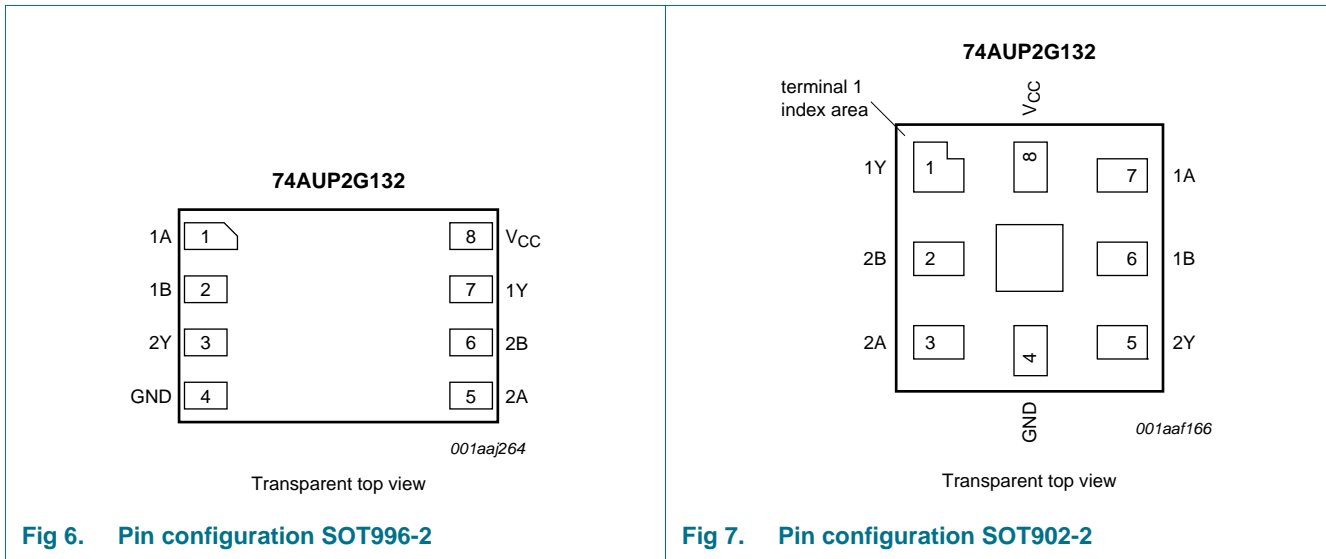 74AUP2G132
1A 1 8 VCC
1B 2 7 1Y
2Y 3 6 2B
GND 4 5 2A
001aaj264
Transparent top view
Fig 6. Pin configuration SOT996-2
74AUP2G132
terminal 1
index area
VCC
1Y 1 8 7 1A
2B 2 6 1B
2A 3 4 5 2Y
GND
001aaf166
Transparent top view
Fig 7. Pin configuration SOT902-2